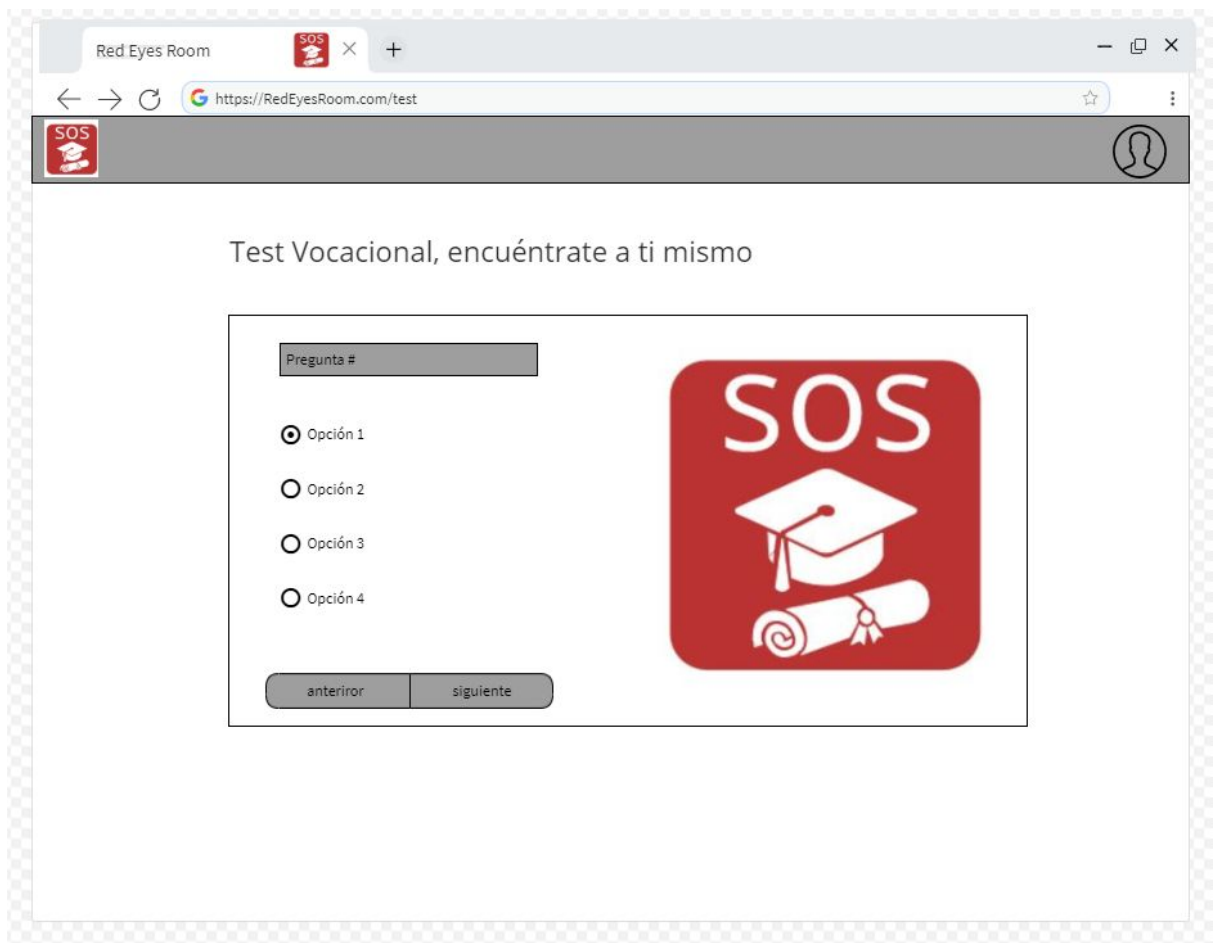 Red Eyes Room
SOS
https://RedEyesRoom.com/test
SOS
Test Vocacional, encuéntrate a ti mismo
Pregunta #
SOS
Opción 1
Opción 2
Opción 3
Opción 4
anteriror
siguiente